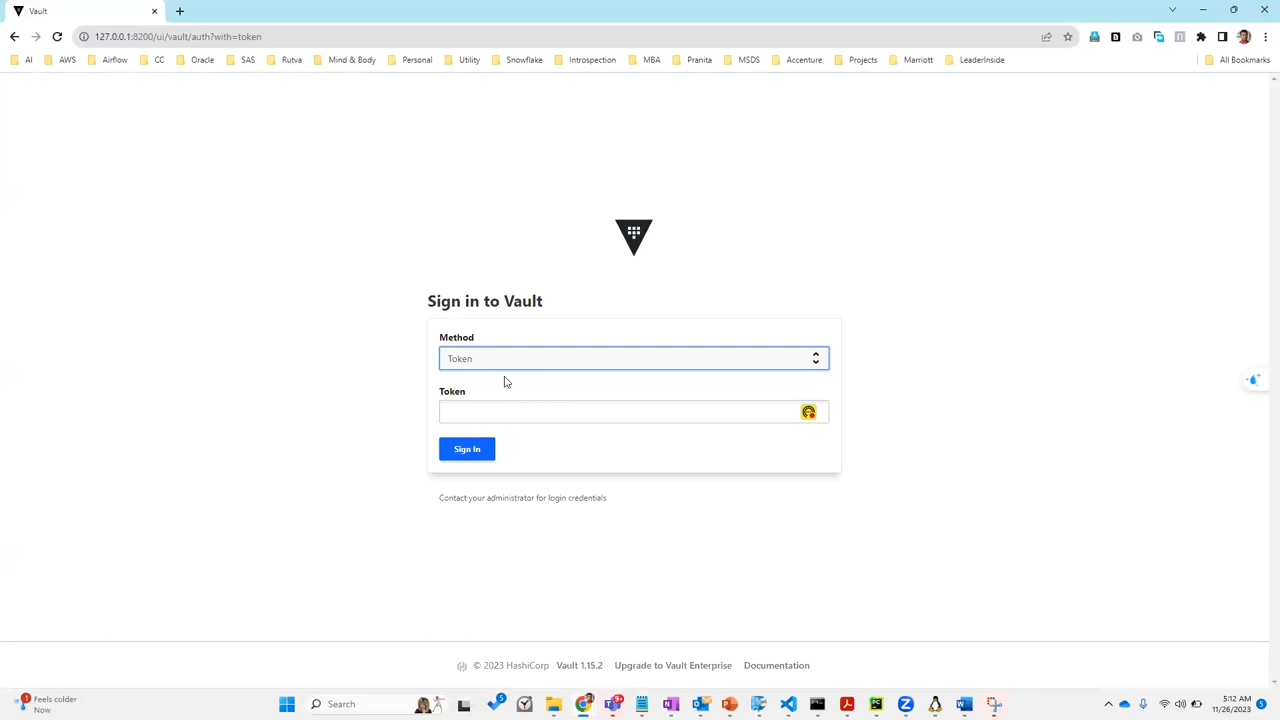 Vault
127.0.0.1:8200/ui/vault/auth?with=token
AI AWS Airflow CC Oracle SAS Rutva Mind & Body Personal Utility Snowflake Introspection MBA Pranita MSDS Accenture Projects Marriott LeaderInside All Bookmarks
Sign in to Vault
Method
Token
Token
Sign In
Contact your administrator for login credentials
© 2023 HashiCorp Vault 1.15.2 Upgrade to Vault Enterprise Documentation
Feels colder
Now
Search
5:12 AM
11/26/2023